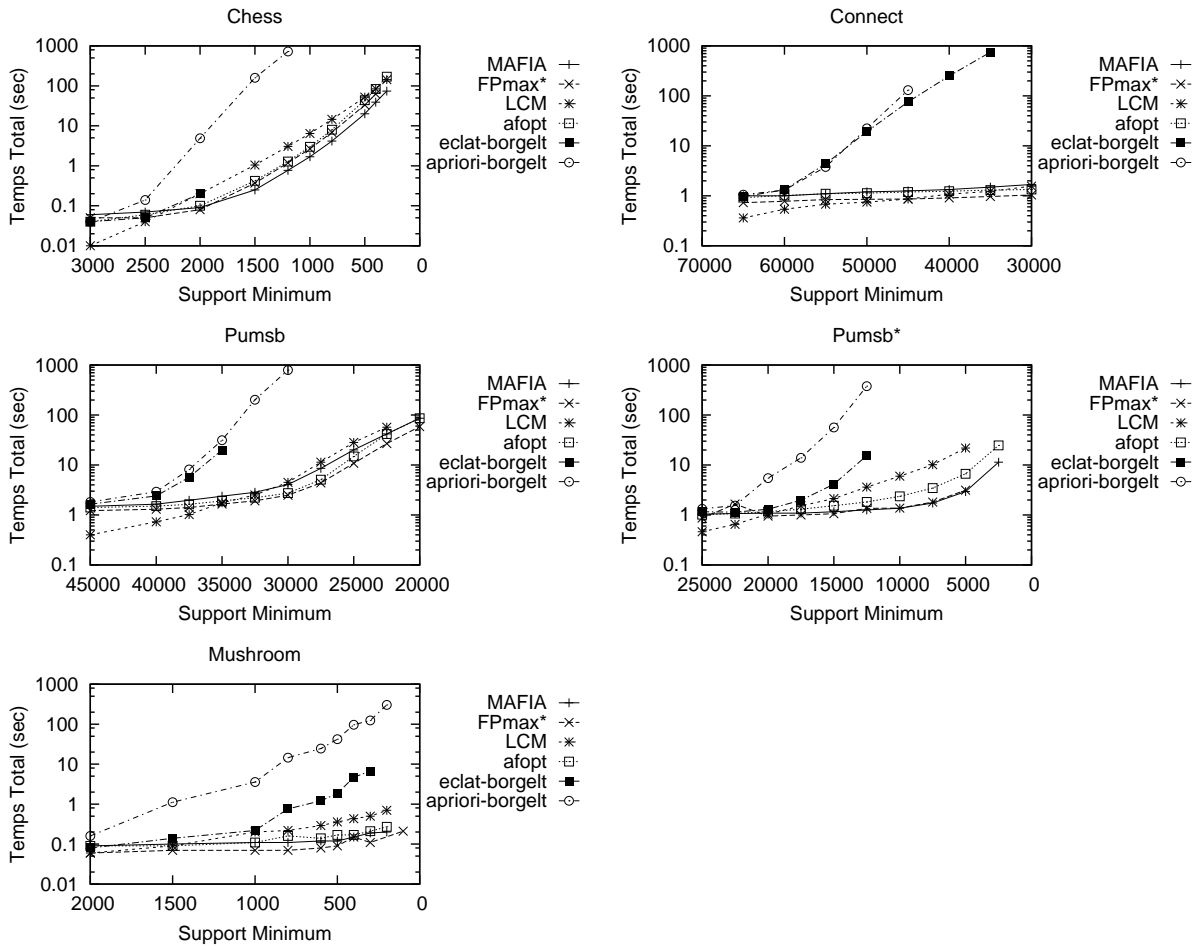 Chess
Temps Total (sec)
1000
100
10
1
0.1
0.01
3000 2500 2000 1500 1000 500 0
Support Minimum
MAFIA
FPmax*
LCM
afopt
eclat-borgelt
apriori-borgelt
Connect
Temps Total (sec)
1000
100
10
1
0.1
70000 60000 50000 40000 30000
Support Minimum
MAFIA
FPmax*
LCM
afopt
eclat-borgelt
apriori-borgelt
Pumsb
Temps Total (sec)
1000
100
10
1
0.1
45000 40000 35000 30000 25000 20000
Support Minimum
MAFIA
FPmax*
LCM
afopt
eclat-borgelt
apriori-borgelt
Pumsb*
Temps Total (sec)
1000
100
10
1
0.1
25000 20000 15000 10000 5000 0
Support Minimum
MAFIA
FPmax*
LCM
afopt
eclat-borgelt
apriori-borgelt
Mushroom
Temps Total (sec)
1000
100
10
1
0.1
0.01
2000 1500 1000 500 0
Support Minimum
MAFIA
FPmax*
LCM
afopt
eclat-borgelt
apriori-borgelt